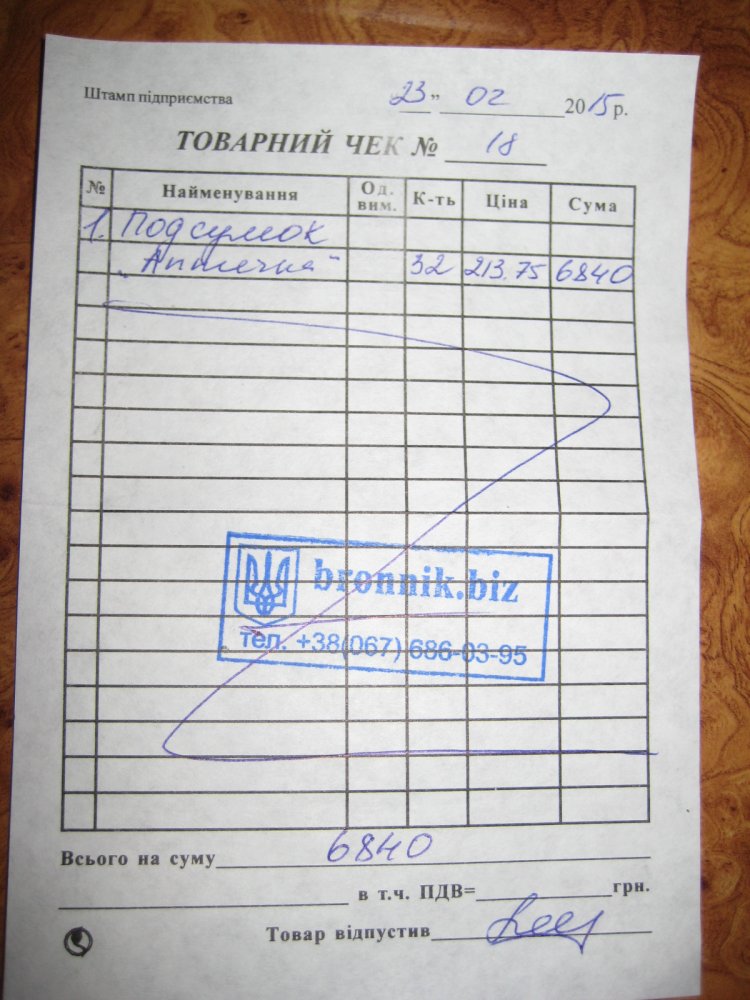 Штамп підприємства 23 " 02 2015 р.
ТОВАРНИЙ ЧЕК № 18
№ Найменування Од. вим. К-ть Ціна Сума
1. Подсумок
"Аптечка" 32 213.75 6840
bronnik.biz
тел. +38(067) 686-03-95
Всього на суму 6840
в т.ч. ПДВ= грн.
Товар відпустив